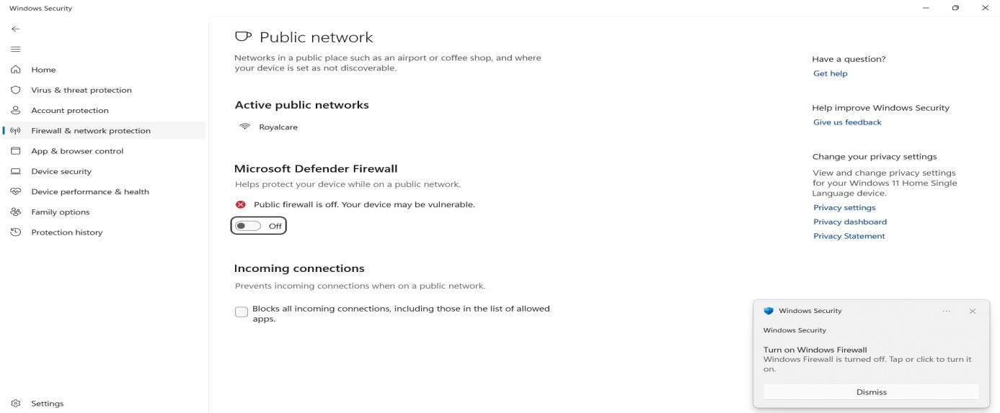 Windows Security
Home
Virus & threat protection
Account protection
Firewall & network protection
App & browser control
Device security
Device performance & health
Family options
Protection history
Settings
Public network
Networks in a public place such as an airport or coffee shop, and where
your device is set as not discoverable.
Active public networks
Royalcare
Microsoft Defender Firewall
Helps protect your device while on a public network.
Public firewall is off. Your device may be vulnerable.
Off
Incoming connections
Prevents incoming connections when on a public network.
Blocks all incoming connections, including those in the list of allowed
apps.
Have a question?
Get help
Help improve Windows Security
Give us feedback
Change your privacy settings
View and change privacy settings
for your Windows 11 Home Single
Language device.
Privacy settings
Privacy dashboard
Privacy Statement
Windows Security
Windows Security
Turn on Windows Firewall
Windows Firewall is turned off. Tap or click to turn it
on.
Dismiss